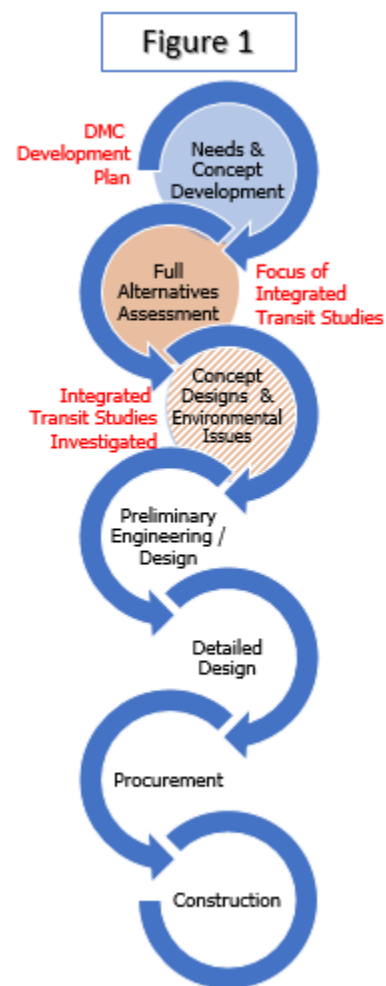 Figure 1
DMC
Development
Plan
Needs &
Concept
Development
Full
Alternatives
Assessment
Focus of
Integrated
Transit Studies
Integrated
Transit Studies
Investigated
Concept
Designs &
Environmental
Issues
Preliminary
Engineering /
Design
Detailed
Design
Procurement
Construction